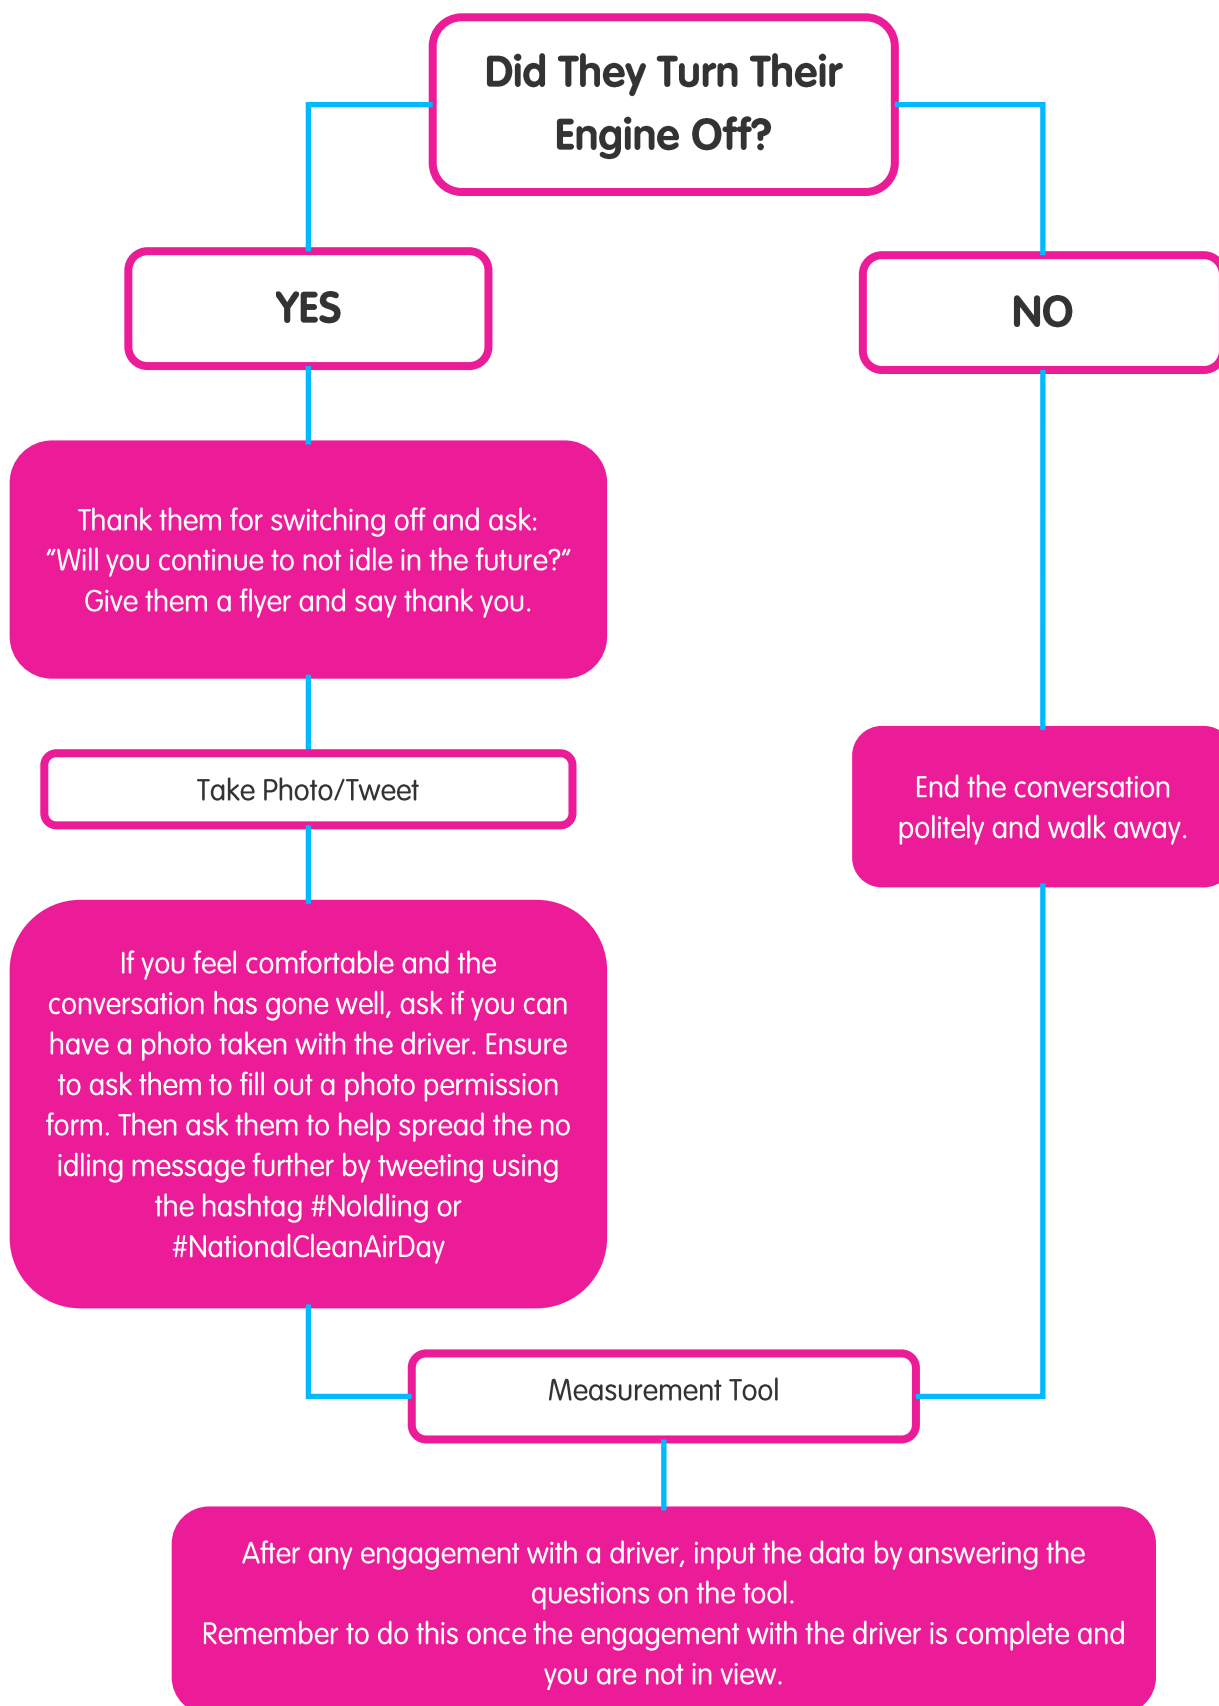 Did They Turn Their
Engine Off?
YES
NO
Thank them for switching off and ask:
"Will you continue to not idle in the future?"
Give them a flyer and say thank you.
Take Photo/Tweet
End the conversation
politely and walk away.
If you feel comfortable and the
conversation has gone well, ask if you can
have a photo taken with the driver. Ensure
to ask them to fill out a photo permission
form. Then ask them to help spread the no
idling message further by tweeting using
the hashtag #NoIdling or
#NationalCleanAirDay
Measurement Tool
After any engagement with a driver, input the data by answering the
questions on the tool.
Remember to do this once the engagement with the driver is complete and
you are not in view.